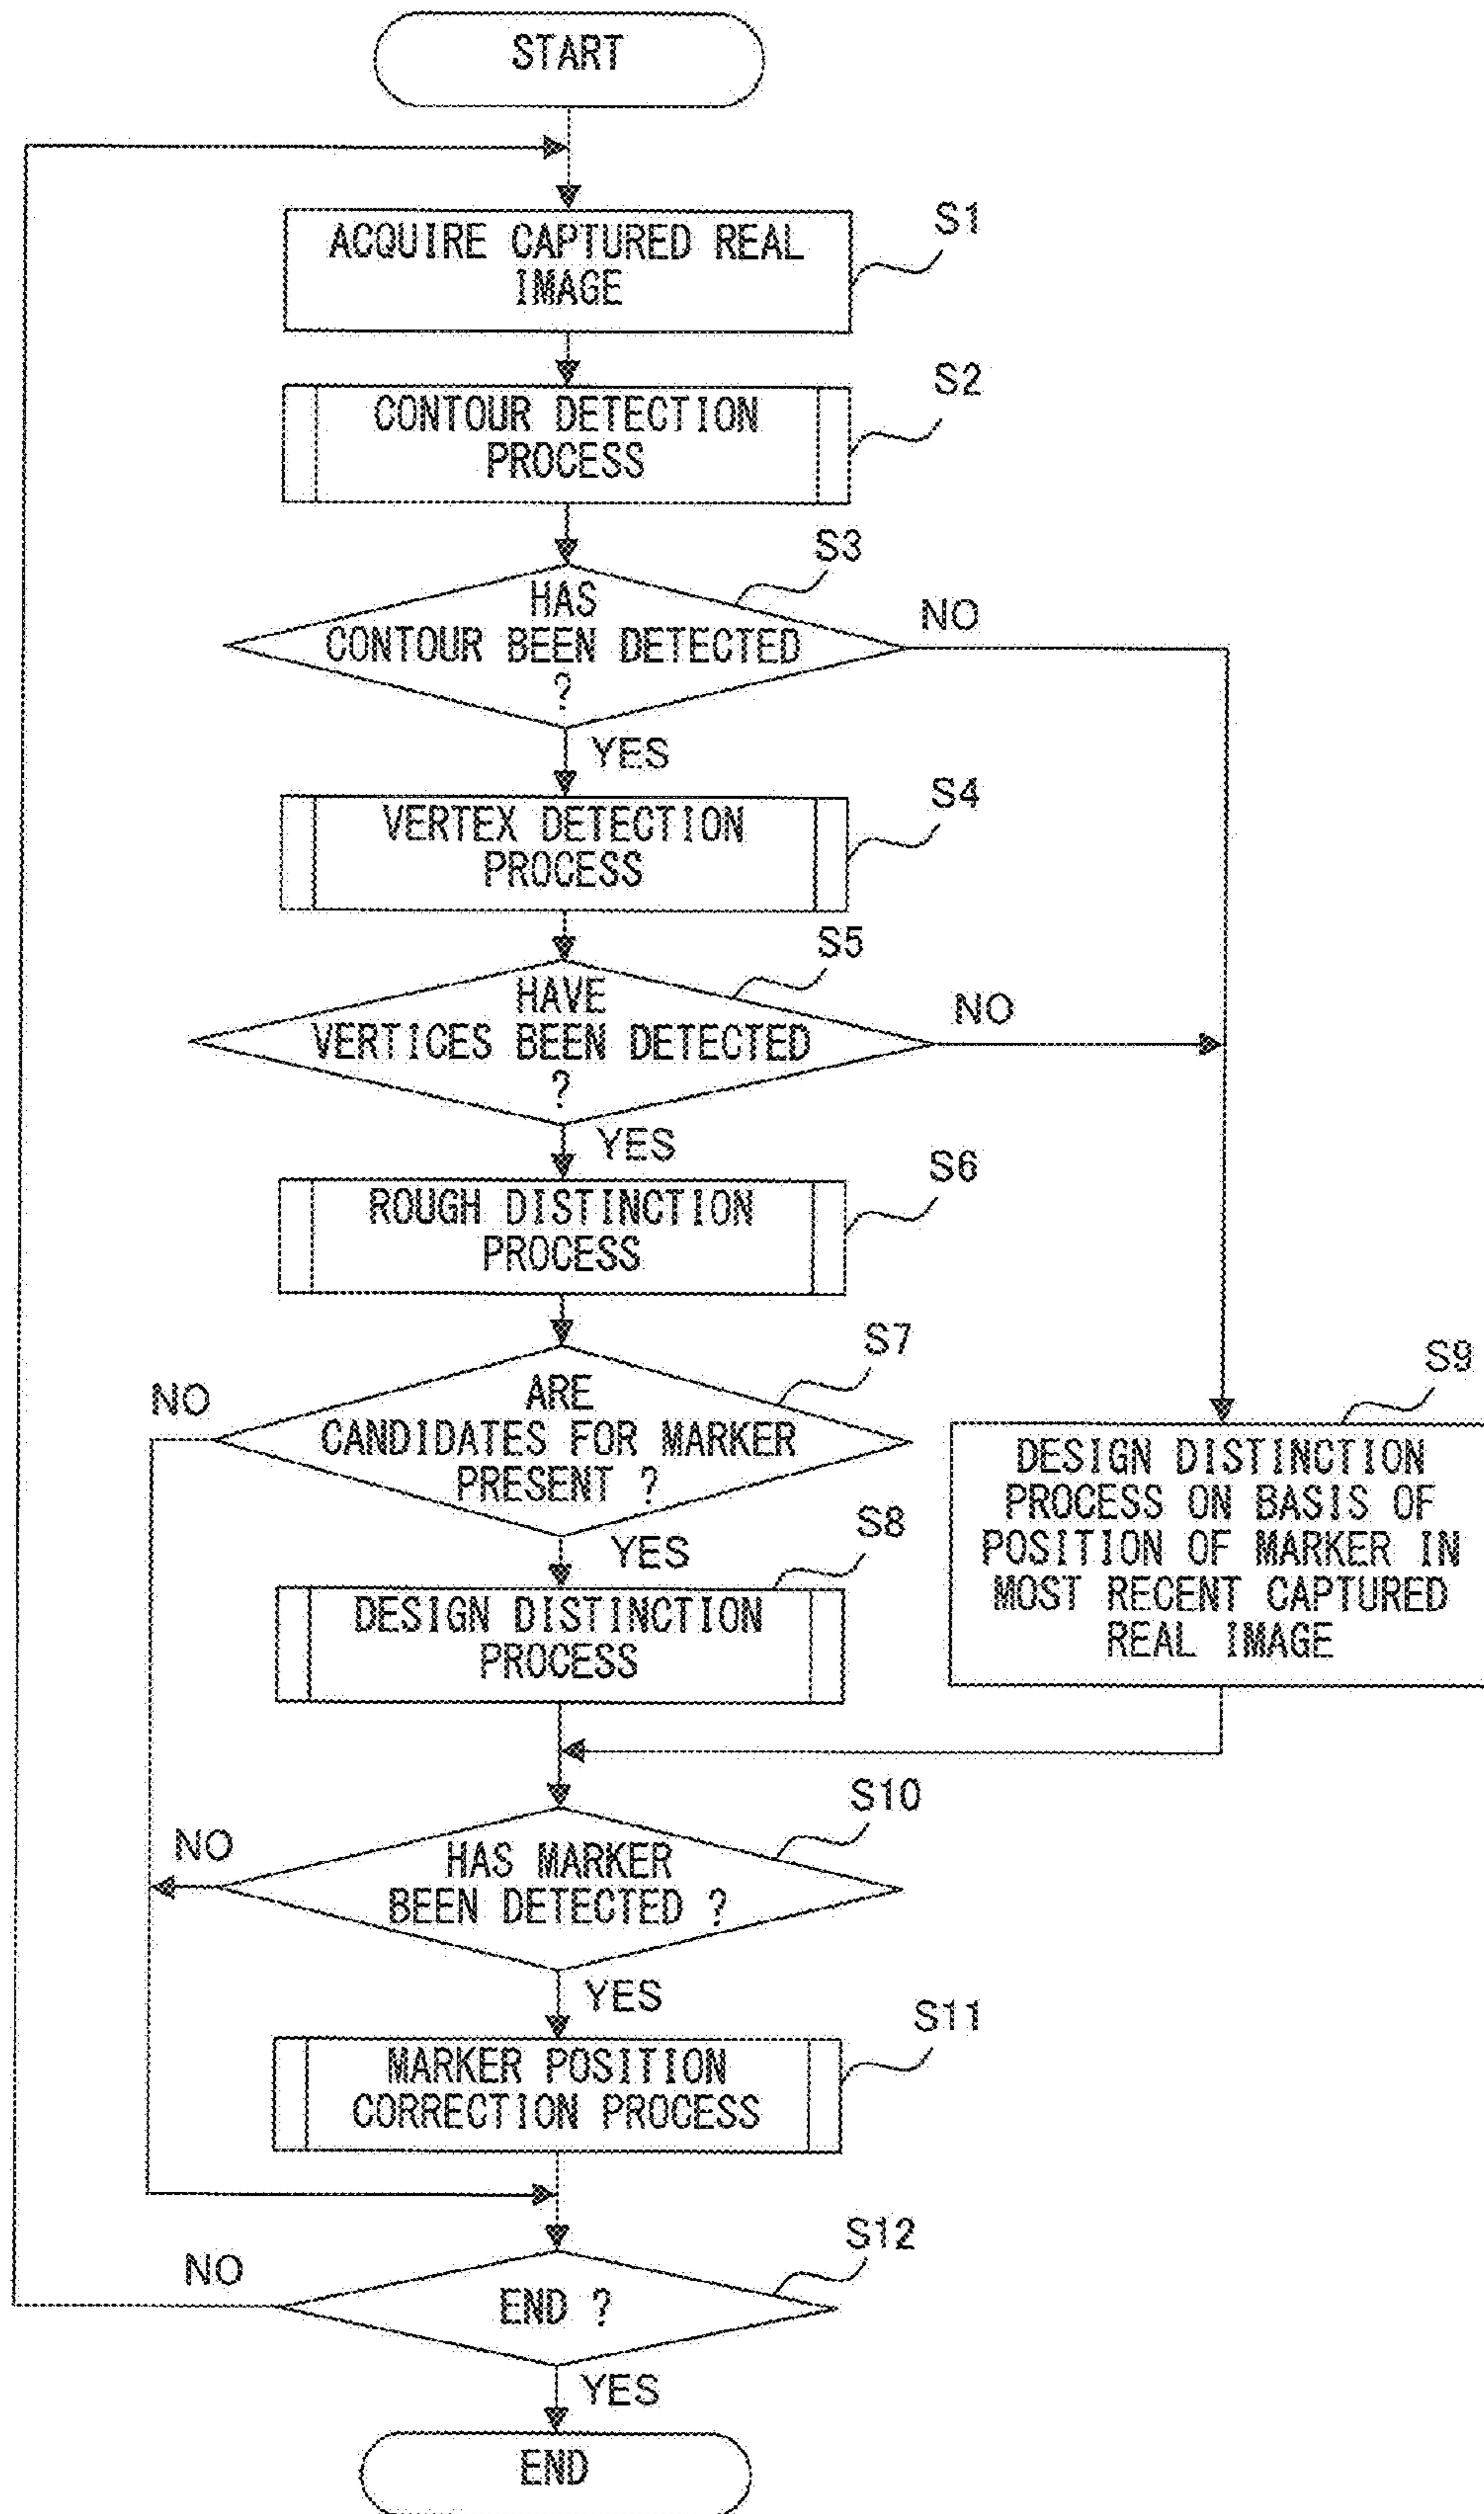 START
ACQUIRE CAPTURED REAL
IMAGE
S1
CONTOUR DETECTION
PROCESS
S2
HAS
CONTOUR BEEN DETECTED
?
S3
NO
YES
VERTEX DETECTION
PROCESS
S4
HAVE
VERTICES BEEN DETECTED
?
S5
NO
YES
ROUGH DISTINCTION
PROCESS
S6
ARE
CANDIDATES FOR MARKER
PRESENT ?
S7
NO
YES
DESIGN DISTINCTION
PROCESS
S8
DESIGN DISTINCTION
PROCESS ON BASIS OF
POSITION OF MARKER IN
MOST RECENT CAPTURED
REAL IMAGE
S9
HAS MARKER
BEEN DETECTED ?
S10
NO
YES
MARKER POSITION
CORRECTION PROCESS
S11
END ?
S12
NO
YES
END